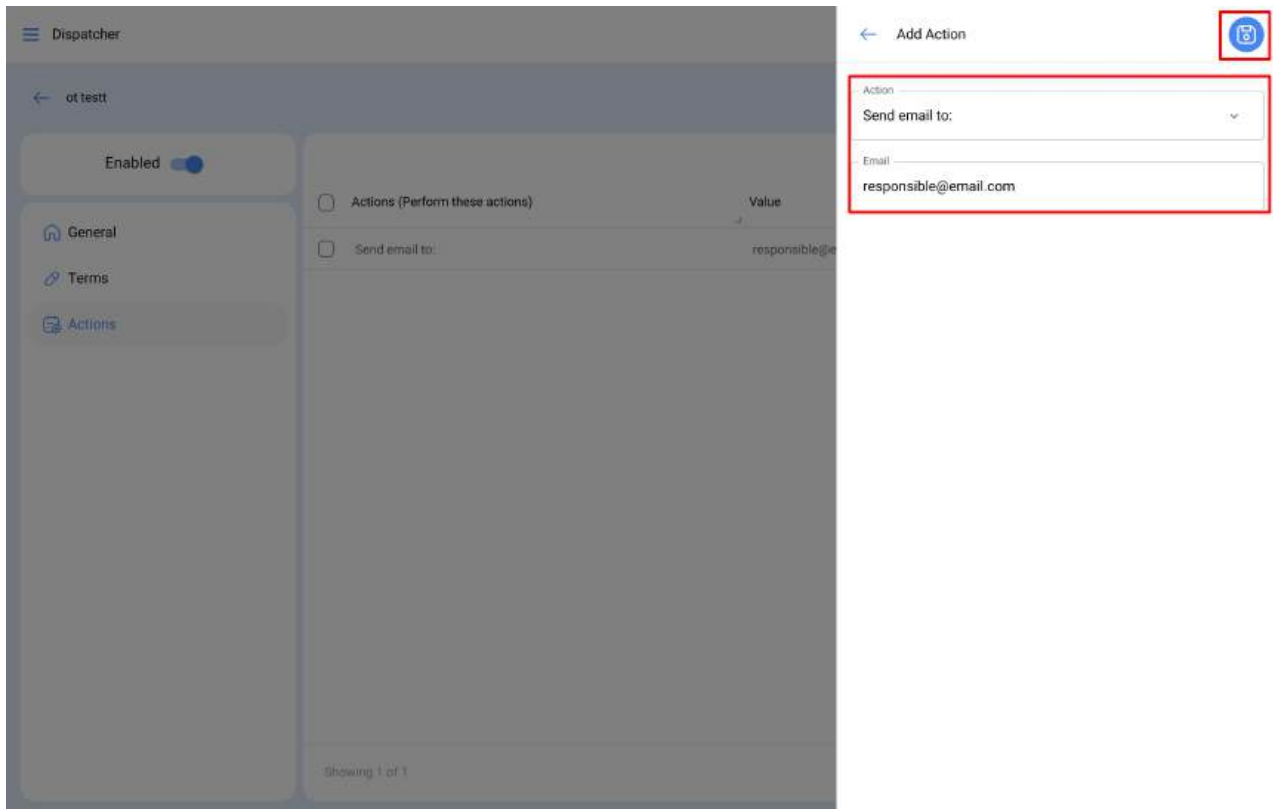 Dispatcher
Add Action
ot testt
Action
Send email to:
Enabled
Email
responsible@email.com
Actions (Perform these actions)
Value
General
Send email to:
responsible@e
Terms
Actions
Showing 1 of 1